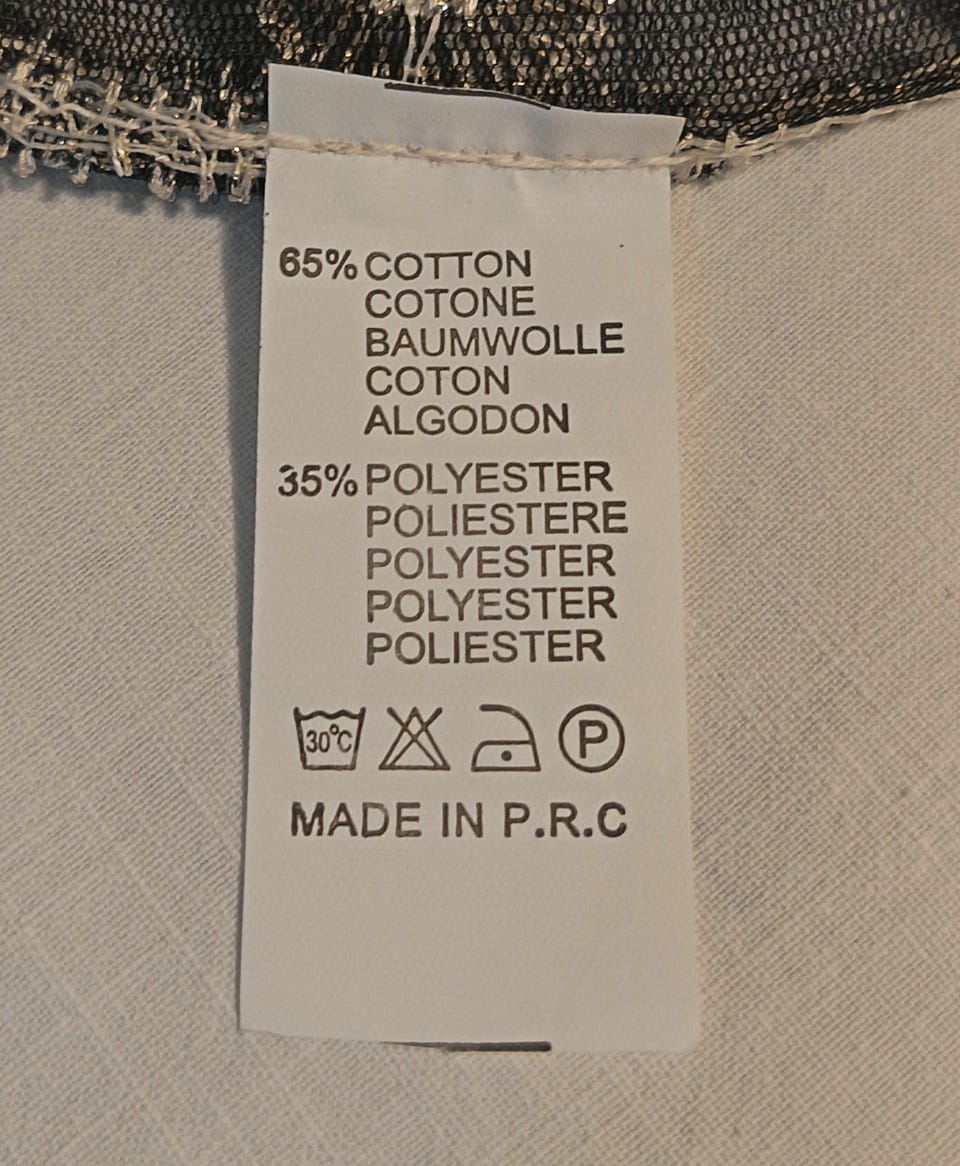 65% COTTON
COTONE
BAUMWOLLE
COTON
ALGODON
35% POLYESTER
POLIESTERE
POLYESTER
POLYESTER
POLIESTER
30°C P
MADE IN P.R.C